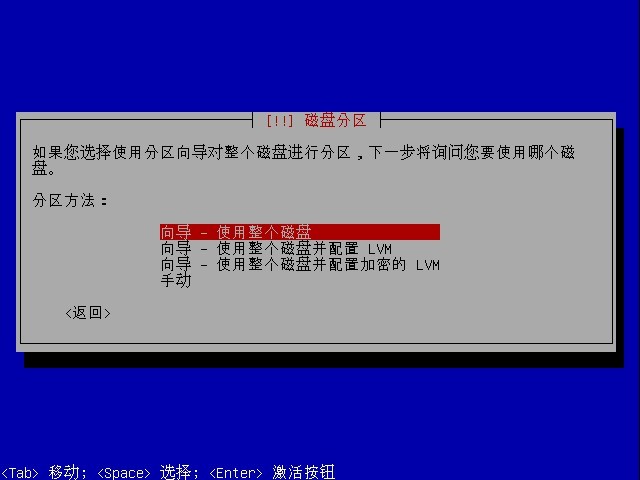 [!!] 磁盘分区
如果您选择使用分区向导对整个磁盘进行分区，下一步将询问您要使用哪个磁
盘。
分区方法：
向导 - 使用整个磁盘
向导 - 使用整个磁盘并配置 LVM
向导 - 使用整个磁盘并配置加密的 LVM
手动
<返回>
<Tab> 移动; <Space> 选择; <Enter> 激活按钮